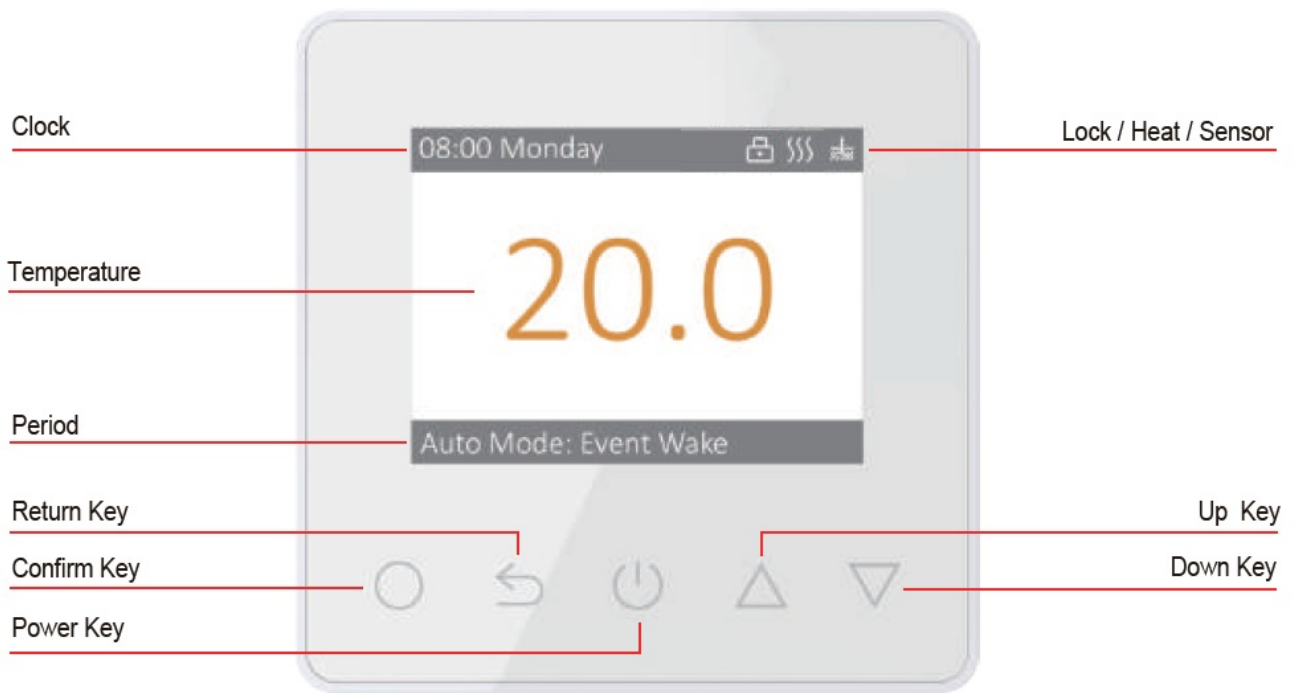 Clock
08:00 Monday
Lock / Heat / Sensor
Temperature
20.0
Period
Auto Mode: Event Wake
Return Key
Up Key
Confirm Key
Down Key
Power Key